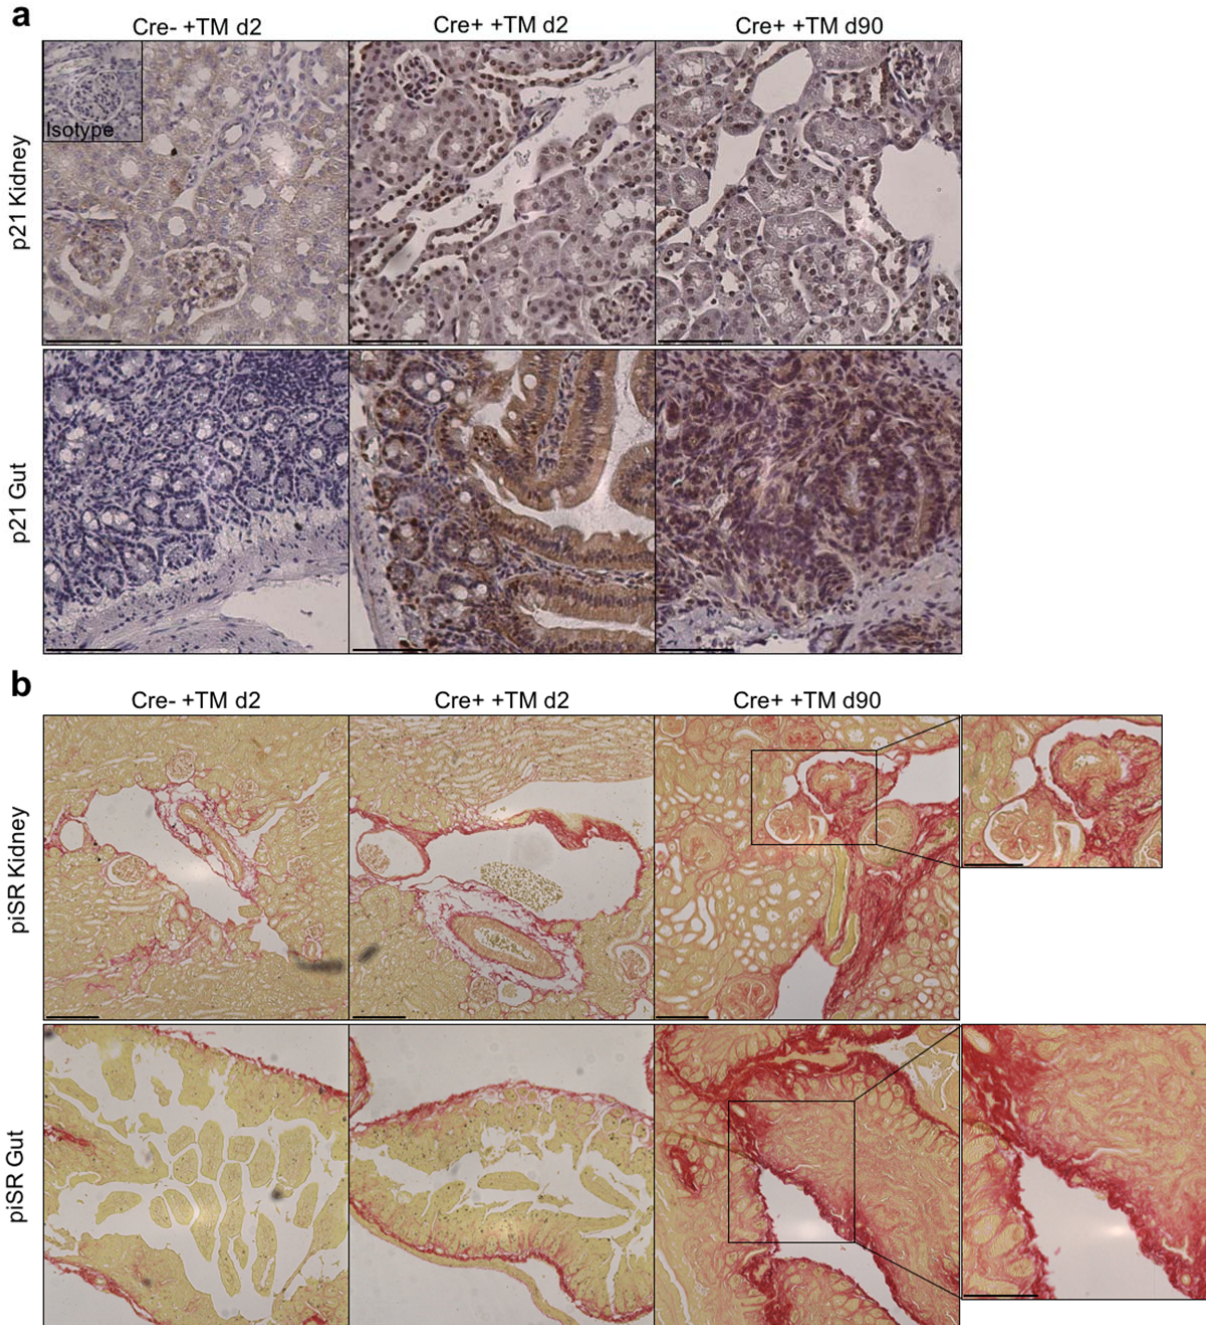 a
Cre- +TM d2
Cre+ +TM d2
Cre+ +TM d90
Isotype
p21 Kidney
p21 Gut
b
Cre- +TM d2
Cre+ +TM d2
Cre+ +TM d90
piSR Kidney
piSR Gut